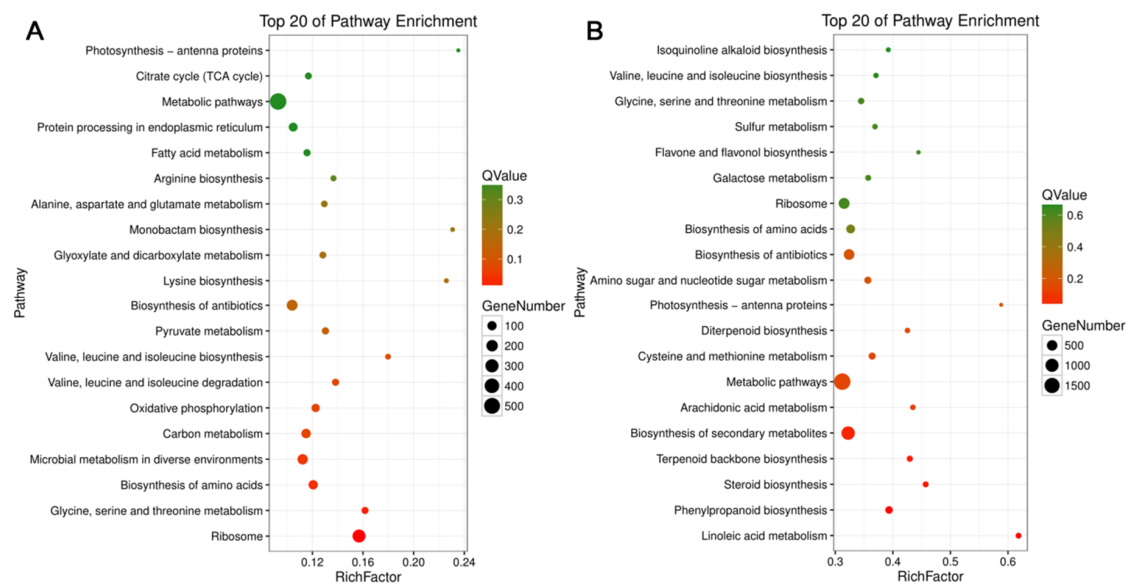 A
Top 20 of Pathway Enrichment
Photosynthesis − antenna proteins
Citrate cycle (TCA cycle)
Metabolic pathways
Protein processing in endoplasmic reticulum
Fatty acid metabolism
Arginine biosynthesis
Alanine, aspartate and glutamate metabolism
Monobactam biosynthesis
Glyoxylate and dicarboxylate metabolism
Lysine biosynthesis
Biosynthesis of antibiotics
Pyruvate metabolism
Valine, leucine and isoleucine biosynthesis
Valine, leucine and isoleucine degradation
Oxidative phosphorylation
Carbon metabolism
Microbial metabolism in diverse environments
Biosynthesis of amino acids
Glycine, serine and threonine metabolism
Ribosome
Pathway
0.12 0.16 0.20 0.24
RichFactor
QValue
0.3
0.2
0.1
GeneNumber
100
200
300
400
500
B
Top 20 of Pathway Enrichment
Isoquinoline alkaloid biosynthesis
Valine, leucine and isoleucine biosynthesis
Glycine, serine and threonine metabolism
Sulfur metabolism
Flavone and flavonol biosynthesis
Galactose metabolism
Ribosome
Biosynthesis of amino acids
Biosynthesis of antibiotics
Amino sugar and nucleotide sugar metabolism
Photosynthesis − antenna proteins
Diterpenoid biosynthesis
Cysteine and methionine metabolism
Metabolic pathways
Arachidonic acid metabolism
Biosynthesis of secondary metabolites
Terpenoid backbone biosynthesis
Steroid biosynthesis
Phenylpropanoid biosynthesis
Linoleic acid metabolism
Pathway
0.3 0.4 0.5 0.6
RichFactor
QValue
0.6
0.4
0.2
GeneNumber
500
1000
1500